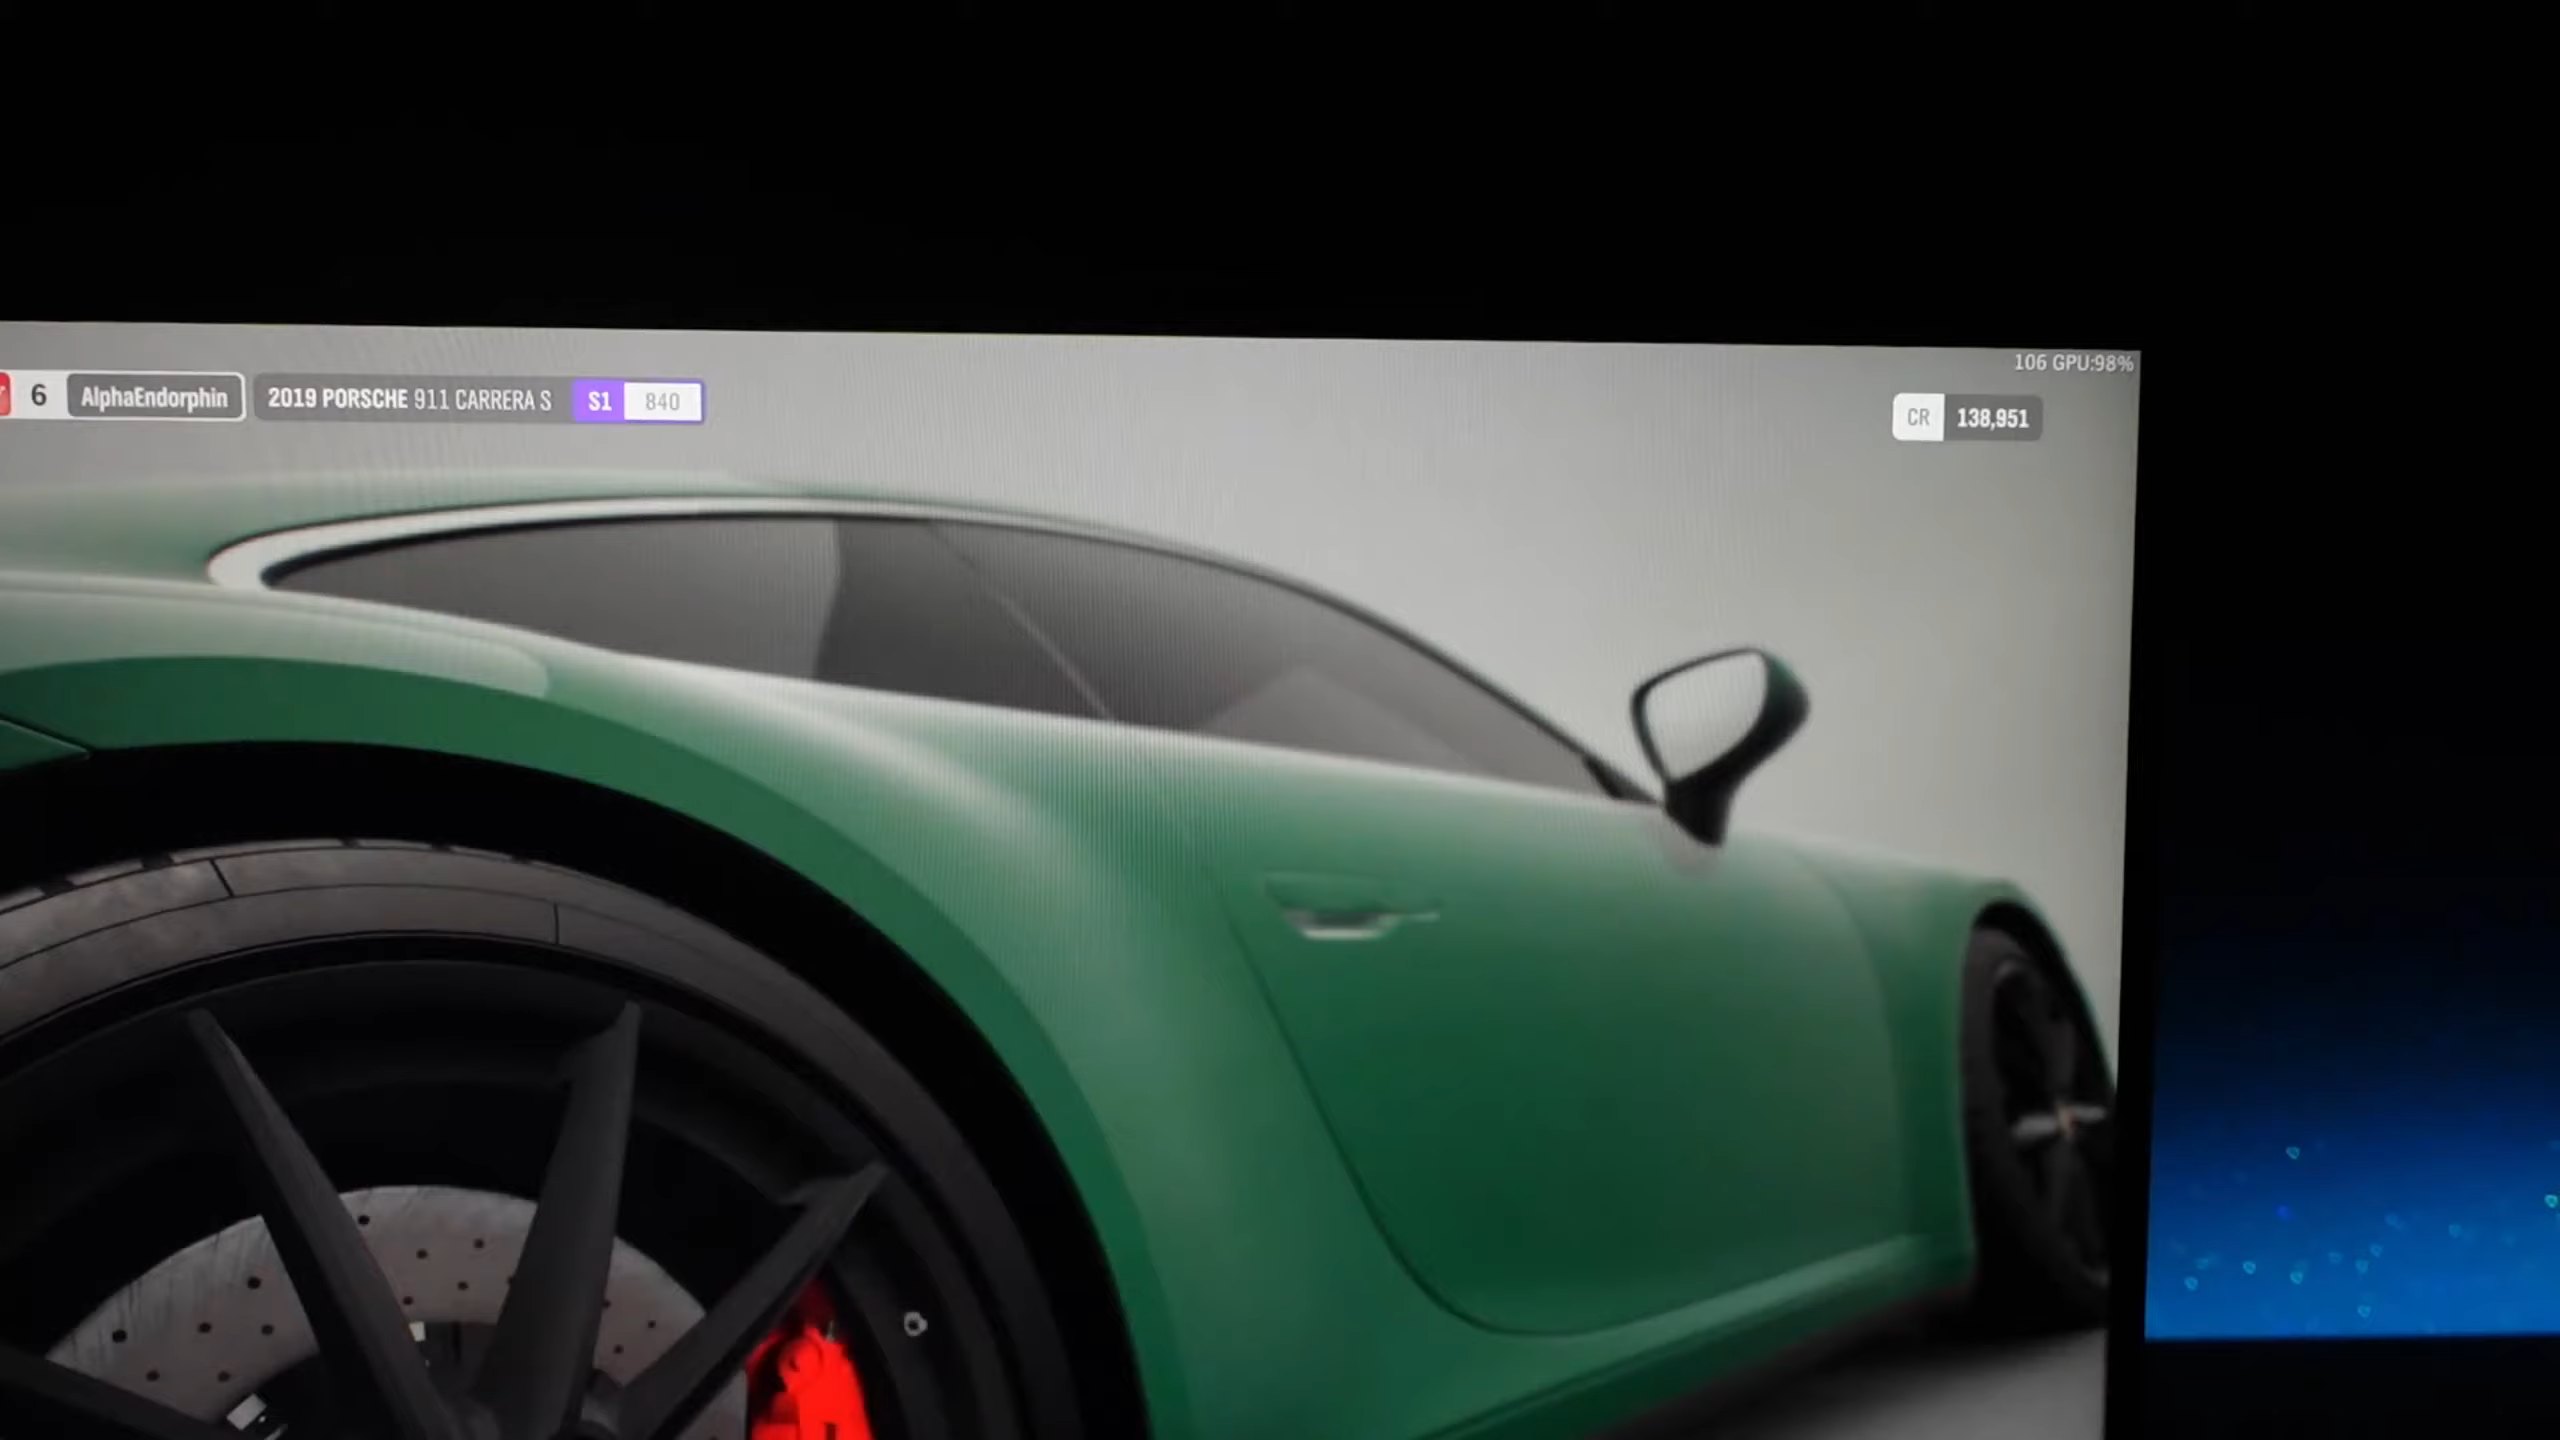 106 GPU:98%
6 AlphaEndorphin 2019 PORSCHE 911 CARRERA S S1 840
CR 138,951